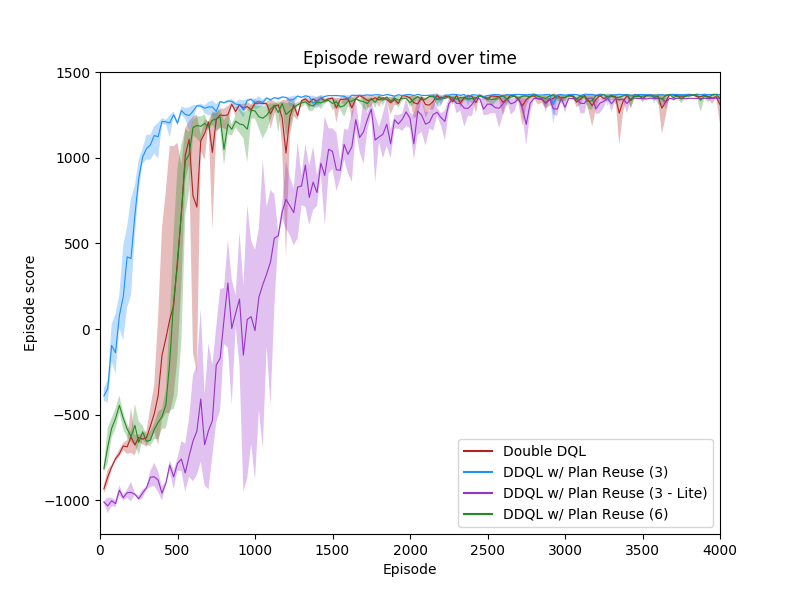 Episode reward over time
Episode score
1500
1000
500
0
−500
−1000
Double DQL
DDQL w/ Plan Reuse (3)
DDQL w/ Plan Reuse (3 - Lite)
DDQL w/ Plan Reuse (6)
0 500 1000 1500 2000 2500 3000 3500 4000
Episode